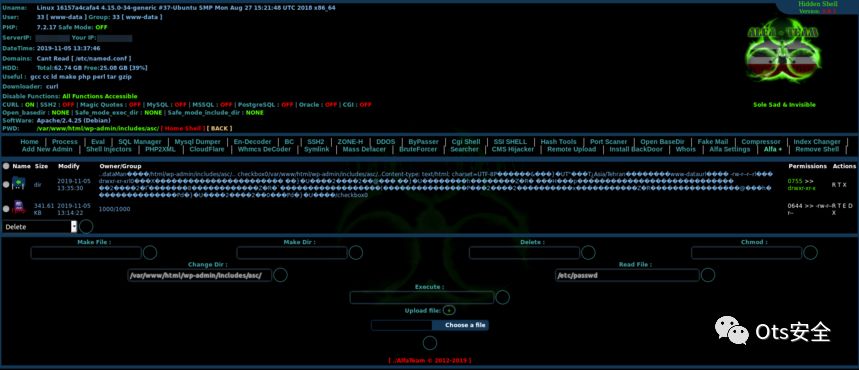 Uname: Linux 16157a4cafa4 4.15.0-34-generic #37-Ubuntu SMP Mon Aug 27 15:21:48 UTC 2018 x86_64
User: 33 [ www-data ] Group: 33 [ www-data ]
PHP: 7.2.17 Safe Mode: OFF
ServerIP: Your IP:
DateTime: 2019-11-05 13:37:46
Domains: Cant Read [ /etc/named.conf ]
HDD: Total:62.74 GB Free:25.08 GB [39%]
Useful : gcc cc ld make php perl tar gzip
Downloader: curl
Disable Functions: All Functions Accessible
CURL : ON | SSH2 : OFF | Magic Quotes : OFF | MySQL : OFF | MSSQL : OFF | PostgreSQL : OFF | Oracle : OFF | CGI : OFF
Open_basedir : NONE | Safe_mode_exec_dir : NONE | Safe_mode_include_dir : NONE
SoftWare: Apache/2.4.25 (Debian)
PWD: /var/www/html/wp-admin/includes/asc/ [ Home Shell ] [ BACK ]
Hidden Shell
Version:
ALFA TEAM
Sole Sad & Invisible
Home | Process | Eval | SQL Manager | Mysql Dumper | En-Decoder | BC | SSH2 | ZONE-H | DDOS | ByPasser | Cgi Shell | SSI SHELL | Hash Tools | Port Scaner | Open BaseDir | Fake Mail | Compressor | Index Changer
Add New Admin | Shell Injectors | PHP2XML | CloudFlare | Whmcs DeCoder | Symlink | Mass Defacer | BruteForcer | Searcher | CMS Hijacker | Remote Upload | Install BackDoor | Whois | Alfa Settings | Alfa + | Remove Shell
Name Size Modify Owner/Group Permissions Actions
dir 2019-11-05 13:35:30 0755 >> drwxr-xr-x R T X
341.61 KB 2019-11-05 13:14:22 1000/1000 0644 >> -rw-r--r-- R T E D X
Delete
Make File : Make Dir : Delete : Chmod :
Change Dir : Read File :
/var/www/html/wp-admin/includes/asc/ /etc/passwd
Execute :
Upload file: +
Choose a file
[ ./AlfaTeam © 2012-2019 ]
Ots安全